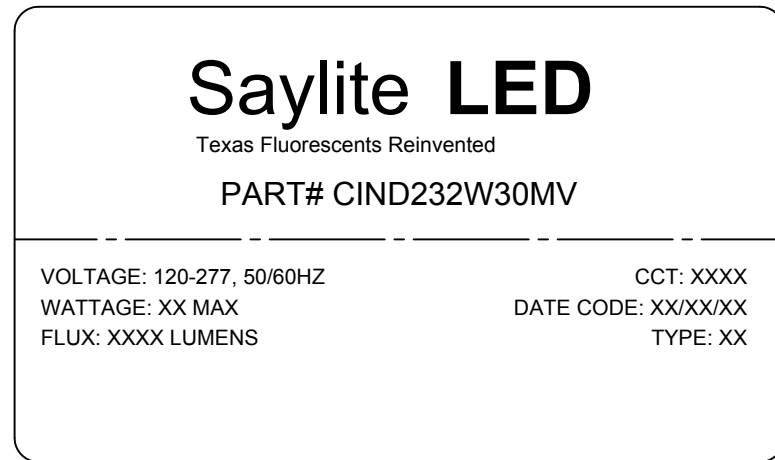 Saylite LED
Texas Fluorescents Reinvented
PART# CIND232W30MV
VOLTAGE: 120-277, 50/60HZ
CCT: XXXX
WATTAGE: XX MAX
DATE CODE: XX/XX/XX
FLUX: XXXX LUMENS
TYPE: XX